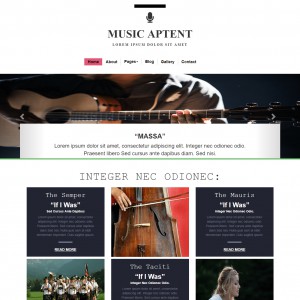 MUSIC APTENT
LOREM IPSUM DOLOR SIT AMET
Home About Pages Blog Gallery Contact
“MASSA”
Lorem ipsum dolor sit amet, consectetur adipiscing elit. Integer nec odionec odio.
Praesent libero Sed cursus ante dapibus diam. Sed nisi.
INTEGER NEC ODIONEC:
The Semper
“If I Was”
Sed Cursus Ante Dapibus
READ MORE
The Mauris
“If I Was”
Integer Nec Odionec Odio.
READ MORE
The Taciti
“If I Was”
Integer Nec Odionec Odio.